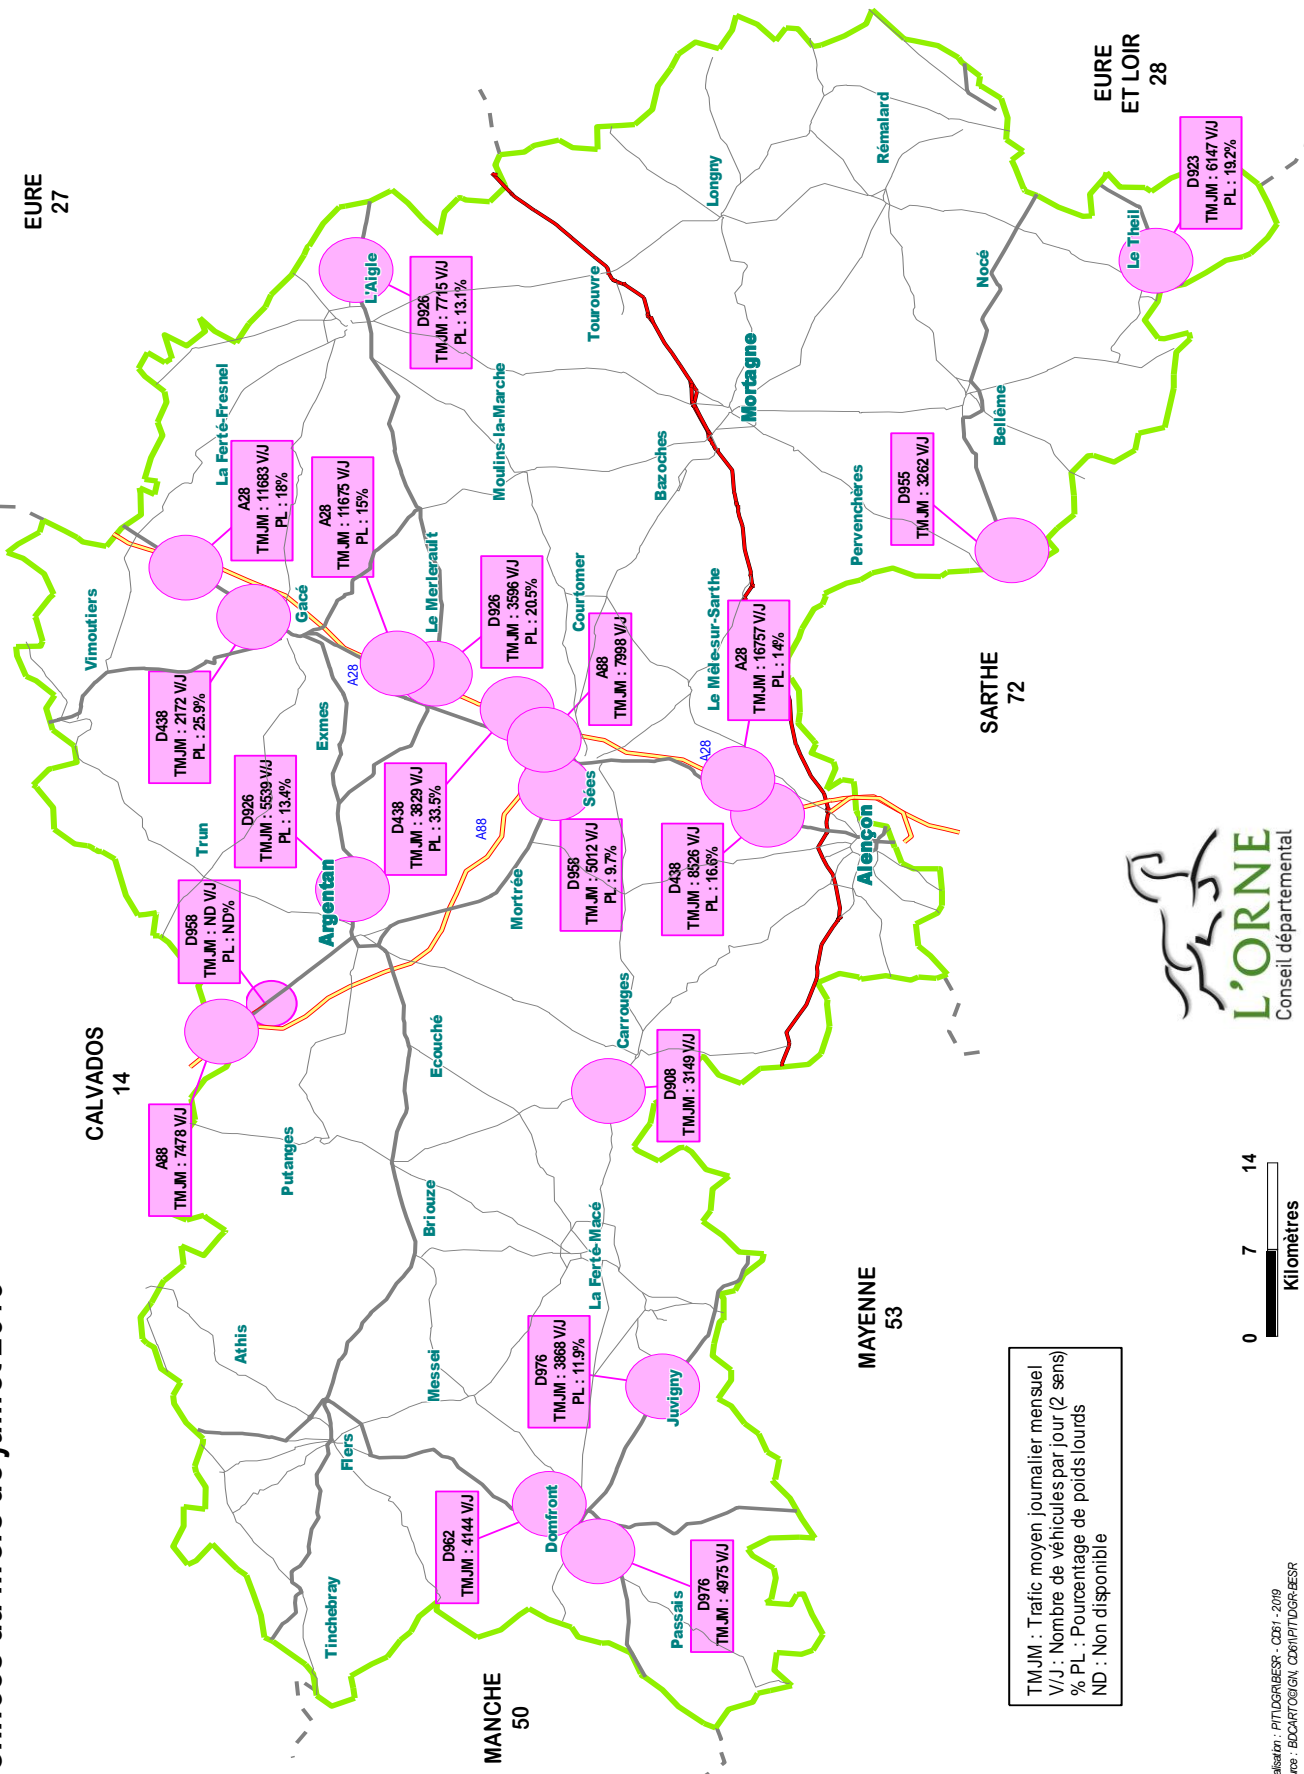 EURE
27
EURE
ET LOIR
28
CALVADOS
14
MANCHE
50
MAYENNE
53
SARTHE
72
A88
TMJM : 7478 V/J
D958
TMJM : ND V/J
PL : ND%
D926
TMJM : 5539 V/J
PL : 13.4%
D438
TMJM : 2172 V/J
PL : 25.9%
A28
TMJM : 11683 V/J
PL : 18%
A28
TMJM : 11675 V/J
PL : 15%
D926
TMJM : 7715 V/J
PL : 13.1%
D926
TMJM : 3596 V/J
PL : 20.5%
D438
TMJM : 3829 V/J
PL : 33.5%
A88
TMJM : 7998 V/J
D958
TMJM : 5012 V/J
PL : 9.7%
D438
TMJM : 8526 V/J
PL : 16.6%
A28
TMJM : 16757 V/J
PL : 14%
D955
TMJM : 3262 V/J
D923
TMJM : 6147 V/J
PL : 19.2%
D908
TMJM : 3149 V/J
D976
TMJM : 3868 V/J
PL : 11.9%
D962
TMJM : 4144 V/J
D976
TMJM : 4975 V/J
Vimoutiers
La Ferté-Fresnel
L'Aigle
Gacé
Trun
Exmes
Argentan
Le Merlerault
Moulins-la-Marche
Tourouvre
Longny
Rémalard
Athis
Putanges
Ecouché
Mortrée
Sées
Courtomer
Bazoches
Mortagne
Nocé
Le Theil
Bellême
Pervenchères
Le Mêle-sur-Sarthe
Alençon
Carrouges
Briouze
La Ferté-Macé
Messei
Flers
Tinchebray
Domfront
Juvigny
Passais
A28
A88
A28
TMJM : Trafic moyen journalier mensuel
V/J : Nombre de véhicules par jour (2 sens)
% PL : Pourcentage de poids lourds
ND : Non disponible
0 7 14
Kilomètres
L'ORNE
Conseil départemental